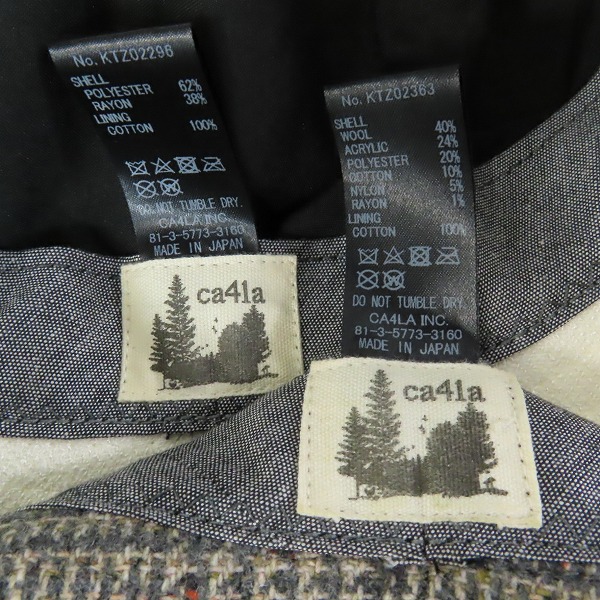 No. KTZ02296
SHELL
POLYESTER 62%
RAYON 38%
LINING
COTTON 100%
DO NOT TUMBLE DRY.
CA4LA INC.
81-3-5773-3160
MADE IN JAPAN
ca4la
No. KTZ02363
SHELL
WOOL 40%
ACRYLIC 24%
POLYESTER 20%
COTTON 10%
NYLON 5%
RAYON 1%
LINING
COTTON 100%
DO NOT TUMBLE DRY.
CA4LA INC.
81-3-5773-3160
MADE IN JAPAN
ca4la